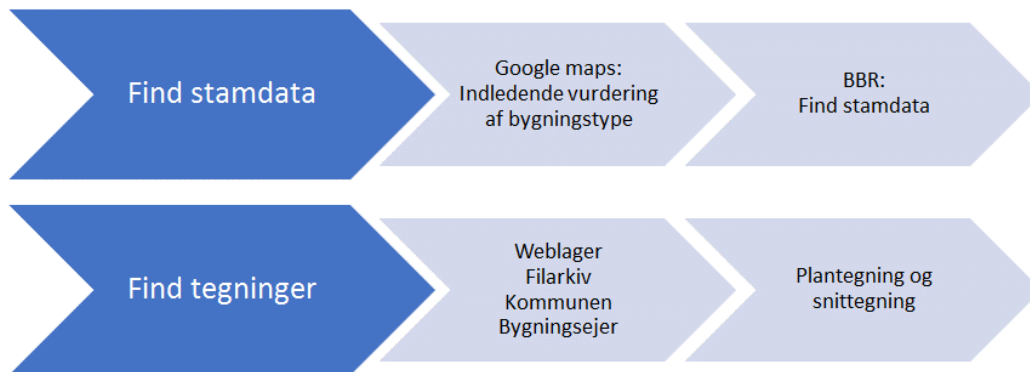 Find stamdata
Google maps:
Indledende vurdering
af bygningstype
BBR:
Find stamdata
Find tegninger
Weblager
Filarkiv
Kommunen
Bygningsejer
Plantegning og
snittegning